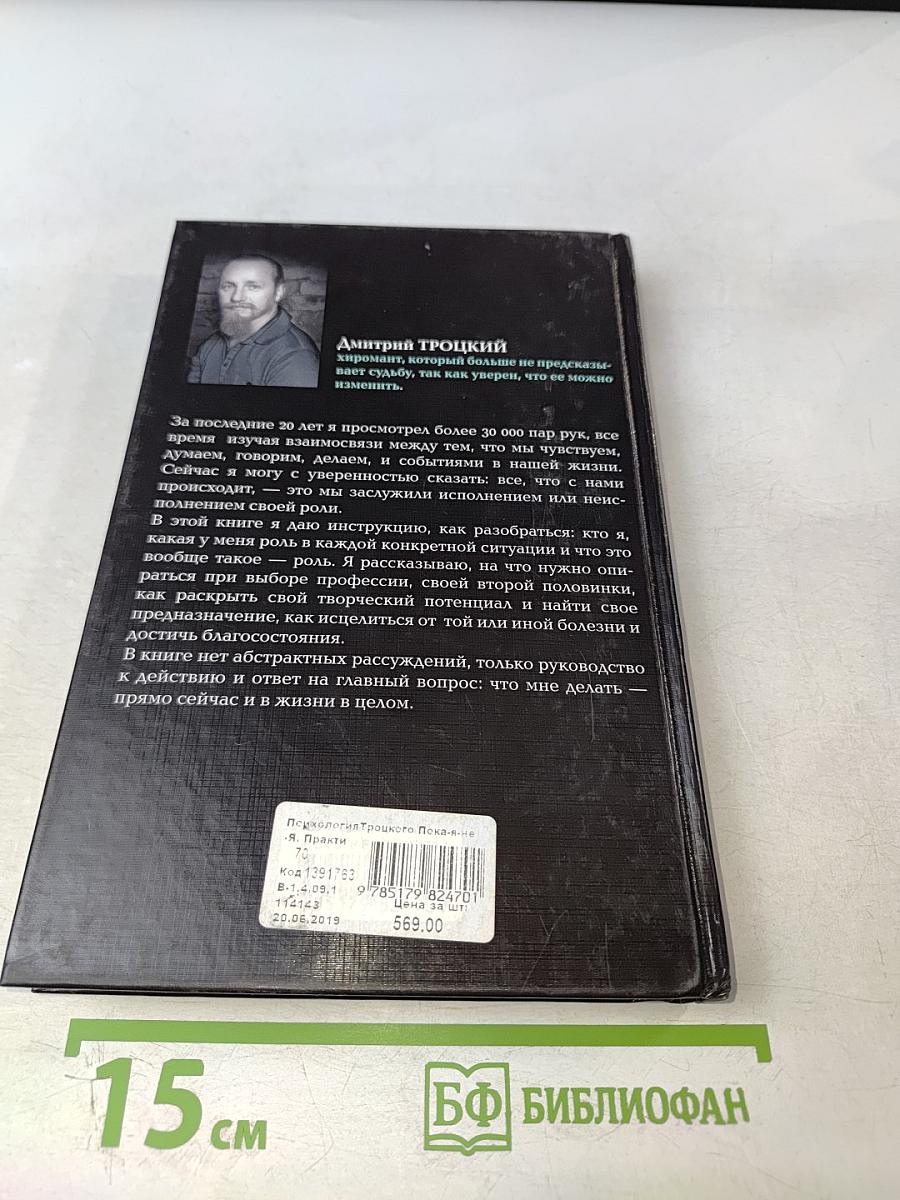 Дмитрий ТРОЦКИЙ
хиромант, который больше не предсказы-
вает судьбу, так как уверен, что ее можно
изменить.
За последние 20 лет я просмотрел более 30 000 пар рук, все
время изучая взаимосвязи между тем, что мы чувствуем,
думаем, говорим, делаем, и событиями в нашей жизни.
Сейчас я могу с уверенностью сказать: все, что с нами
происходит, — это мы заслужили исполнением или неис-
полнением своей роли.
В этой книге я даю инструкцию, как разобраться: кто я,
какая у меня роль в каждой конкретной ситуации и что это
вообще такое — роль. Я рассказываю, на что нужно опи-
раться при выборе профессии, своей второй половинки,
как раскрыть свой творческий потенциал и найти свое
предназначение, как исцелиться от той или иной болезни и
достичь благосостояния.
В книге нет абстрактных рассуждений, только руководство
к действию и ответ на главный вопрос: что мне делать —
прямо сейчас и в жизни в целом.
ПсихологияТроцкого Пока-я-не
-Я. Практи
70
Код 1391763
В-1.4.09.1
114143
20.06.2019
9 785179 824701
Цена за шт:
569.00
15 см
БФ БИБЛИОФАН